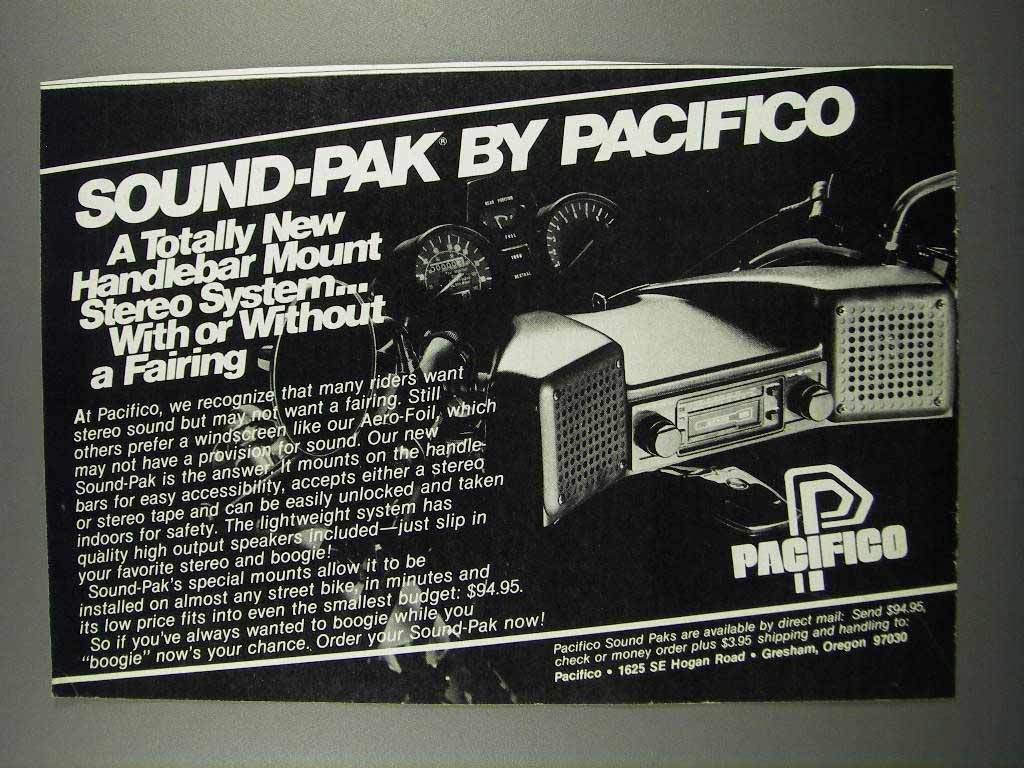 SOUND-PAK® BY PACIFICO
A Totally New
Handlebar Mount
Stereo System...
With or Without
a Fairing
At Pacifico, we recognize that many riders want
stereo sound but may not want a fairing. Still
others prefer a windscreen like our Aero-Foil, which
may not have a provision for sound. Our new
Sound-Pak is the answer. It mounts on the handle-
bars for easy accessibility, accepts either a stereo
or stereo tape and can be easily unlocked and taken
indoors for safety. The lightweight system has
quality high output speakers included—just slip in
your favorite stereo and boogie!
Sound-Pak's special mounts allow it to be
installed on almost any street bike, in minutes and
its low price fits into even the smallest budget: $94.95.
So if you've always wanted to boogie while you
"boogie" now's your chance. Order your Sound-Pak now!
FUEL
TURN
NEUTRAL
PACIFICO
Pacifico Sound Paks are available by direct mail: Send $94.95,
check or money order plus $3.95 shipping and handling to:
Pacifico • 1625 SE Hogan Road • Gresham, Oregon 97030